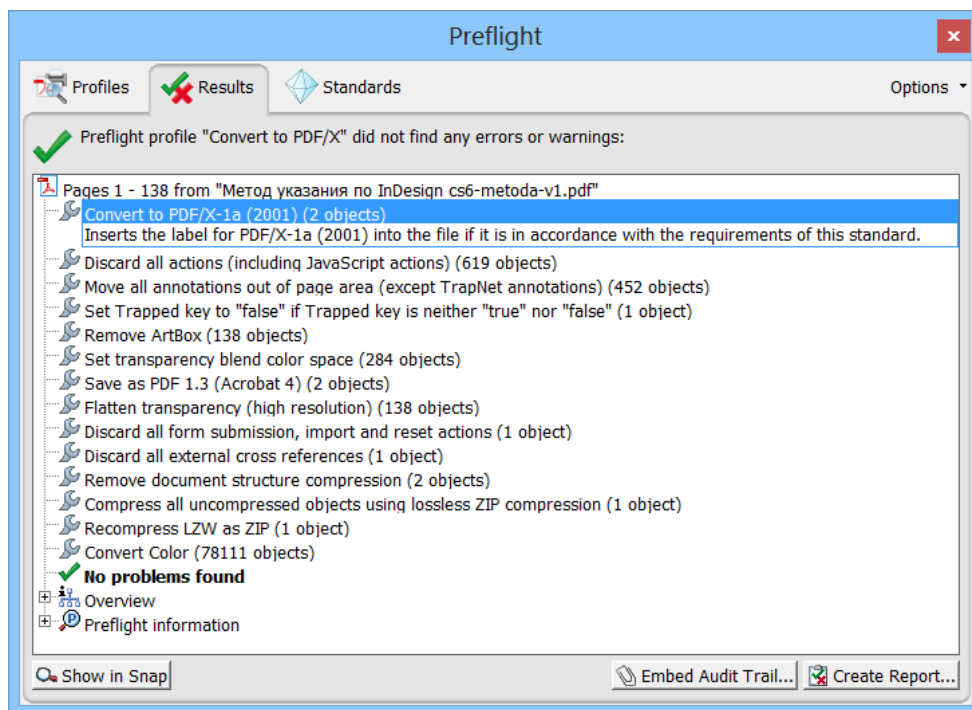 Preflight
Profiles
Results
Standards
Options
Preflight profile "Convert to PDF/X" did not find any errors or warnings:
Pages 1 - 138 from "Метод указания по InDesign cs6-metoda-v1.pdf"
Convert to PDF/X-1a (2001) (2 objects)
Inserts the label for PDF/X-1a (2001) into the file if it is in accordance with the requirements of this standard.
Discard all actions (including JavaScript actions) (619 objects)
Move all annotations out of page area (except TrapNet annotations) (452 objects)
Set Trapped key to "false" if Trapped key is neither "true" nor "false" (1 object)
Remove ArtBox (138 objects)
Set transparency blend color space (284 objects)
Save as PDF 1.3 (Acrobat 4) (2 objects)
Flatten transparency (high resolution) (138 objects)
Discard all form submission, import and reset actions (1 object)
Discard all external cross references (1 object)
Remove document structure compression (2 objects)
Compress all uncompressed objects using lossless ZIP compression (1 object)
Recompress LZW as ZIP (1 object)
Convert Color (78111 objects)
No problems found
Overview
Preflight information
Show in Snap
Embed Audit Trail...
Create Report...